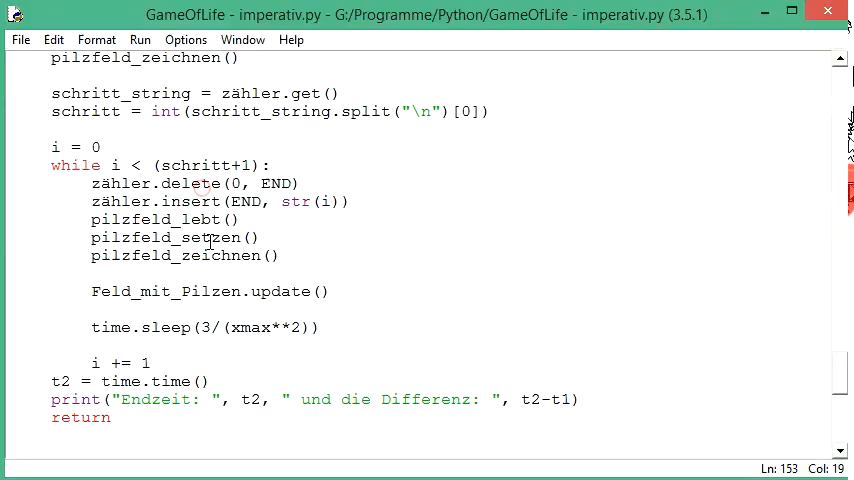 GameOfLife - imperativ.py - G:/Programme/Python/GameOfLife - imperativ.py (3.5.1)
File Edit Format Run Options Window Help
pilzfeld_zeichnen()
schritt_string = zähler.get()
schritt = int(schritt_string.split("\n")[0])
i = 0
while i < (schritt+1):
zähler.delete(0, END)
zähler.insert(END, str(i))
pilzfeld_lebt()
pilzfeld_setzen()
pilzfeld_zeichnen()
Feld_mit_Pilzen.update()
time.sleep(3/(xmax**2))
i += 1
t2 = time.time()
print("Endzeit: ", t2, " und die Differenz: ", t2-t1)
return
Ln: 153 Col: 19